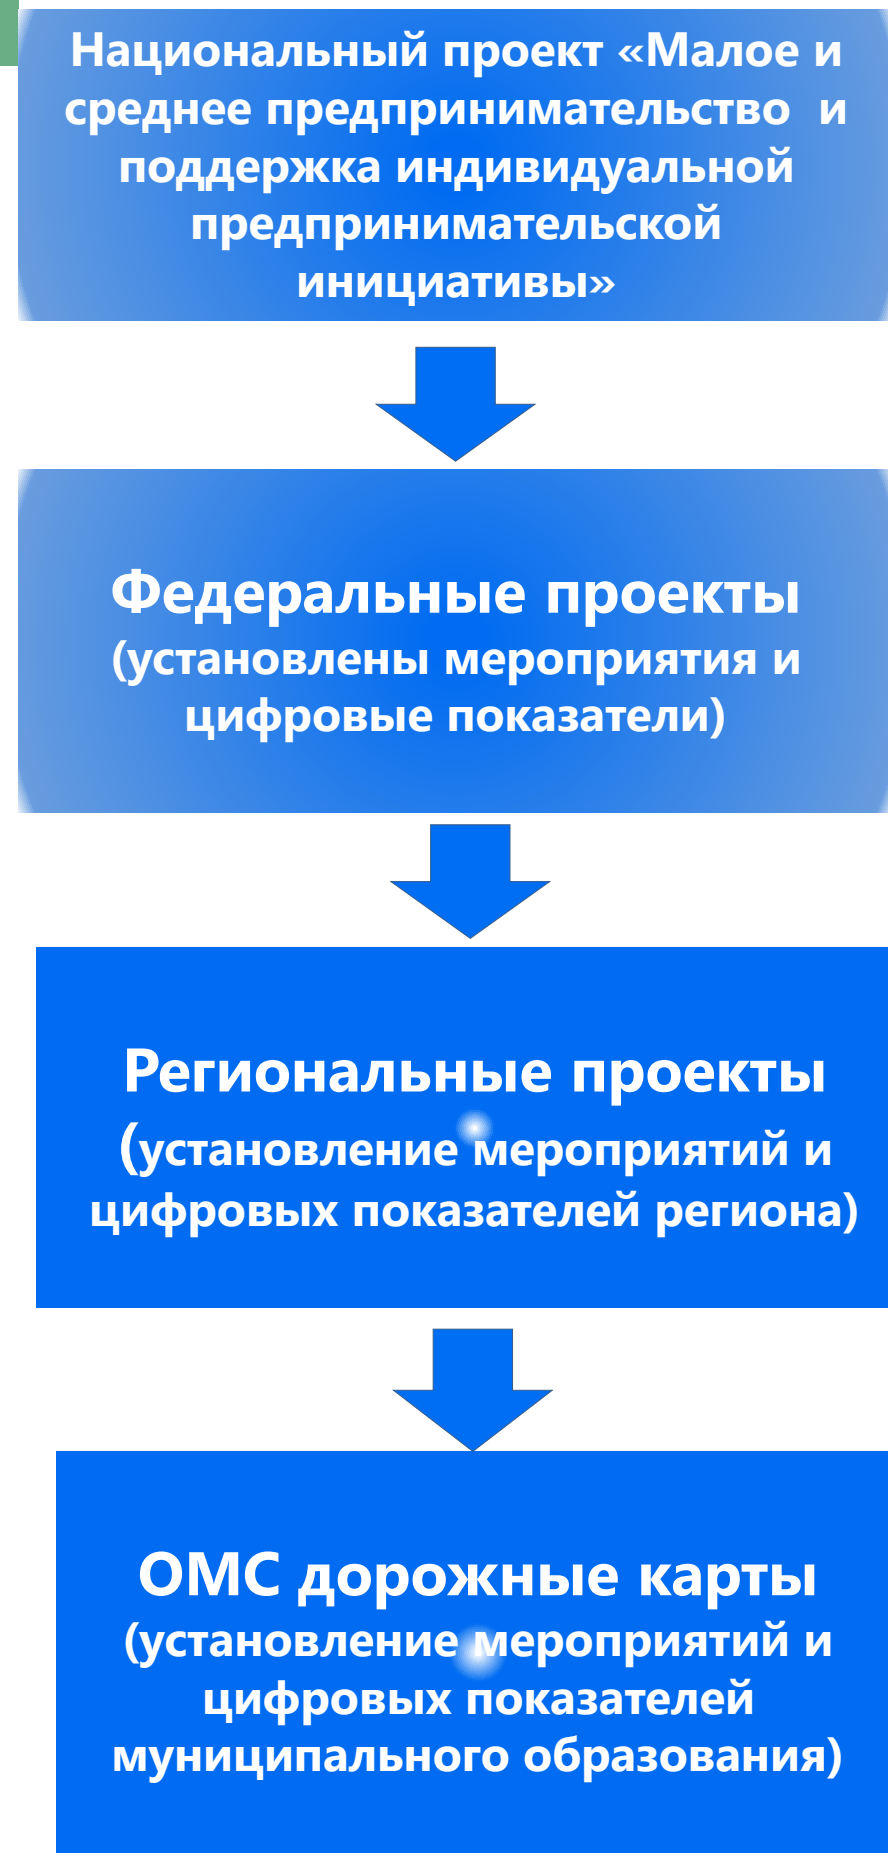 Национальный проект «Малое и
среднее предпринимательство и
поддержка индивидуальной
предпринимательской
инициативы»
Федеральные проекты
(установлены мероприятия и
цифровые показатели)
Региональные проекты
(установление мероприятий и
цифровых показателей региона)
ОМС дорожные карты
(установление мероприятий и
цифровых показателей
муниципального образования)